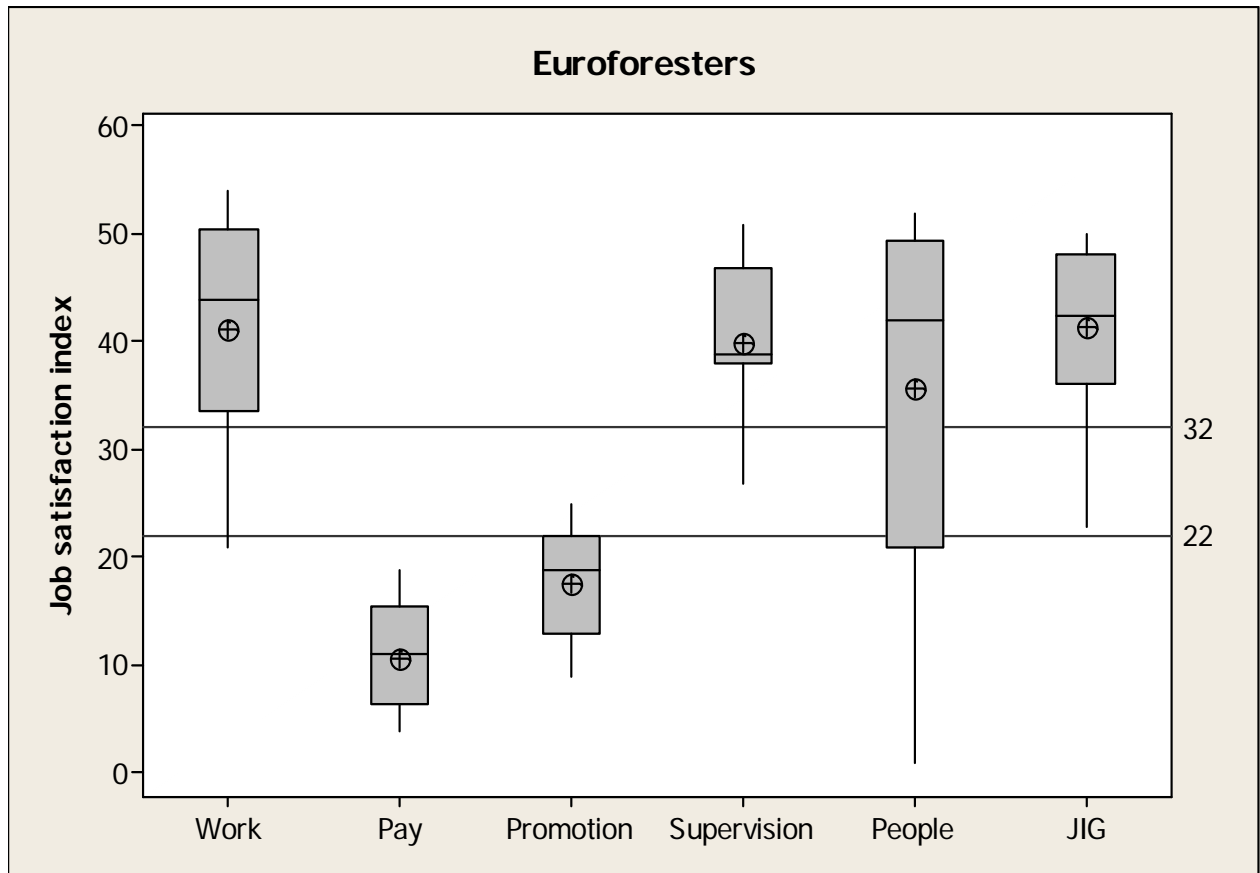 Euroforesters
Job satisfaction index
60
50
40
30
20
10
0
32
22
Work
Pay
Promotion
Supervision
People
JIG